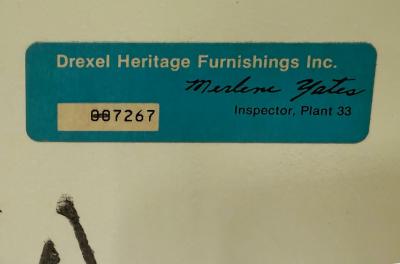 Drexel Heritage Furnishings Inc.
Merlene Yates
007267
Inspector, Plant 33